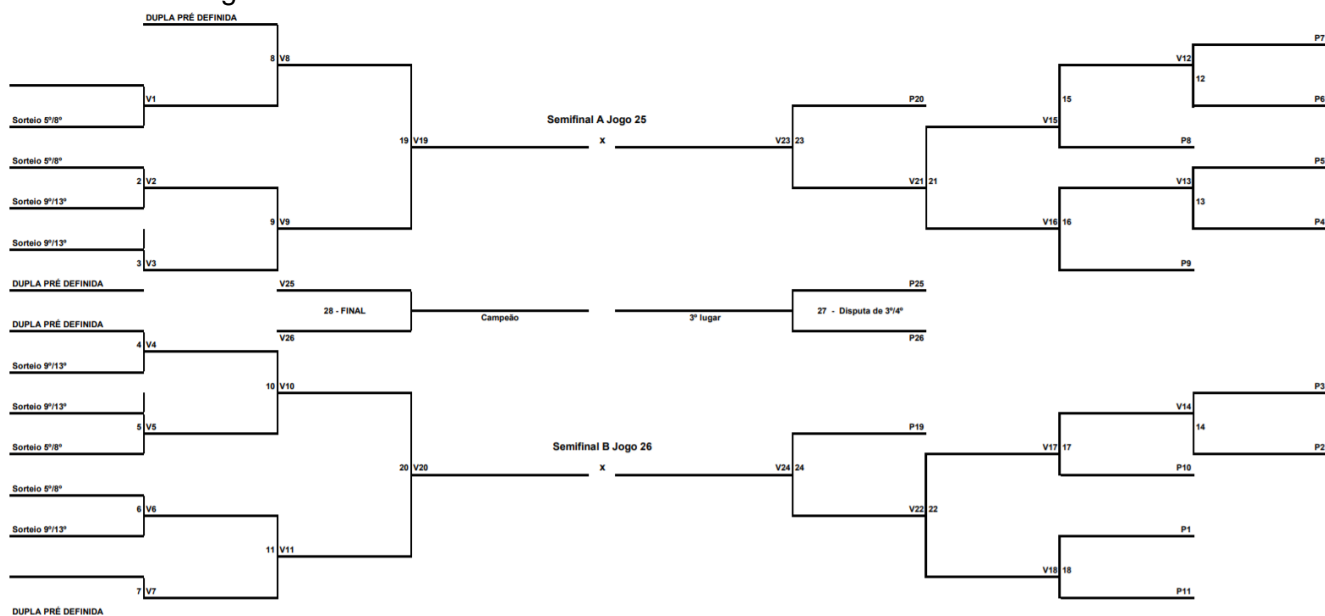 DUPLA PRÉ DEFINIDA
8 V8
V1
Sorteio 5º/8º
Sorteio 5º/8º
2 V2
Sorteio 9º/13º
19 V19
9 V9
Sorteio 9º/13º
3 V3
DUPLA PRÉ DEFINIDA
DUPLA PRÉ DEFINIDA
4 V4
Sorteio 9º/13º
10 V10
Sorteio 9º/13º
5 V5
Sorteio 5º/8º
20 V20
Sorteio 5º/8º
6 V6
Sorteio 9º/13º
11 V11
7 V7
DUPLA PRÉ DEFINIDA
Semifinal A Jogo 25
x
V25
28 - FINAL
V26
Campeão
3º lugar
P25
27 - Disputa de 3º/4º
P26
Semifinal B Jogo 26
x
P7
V12
12
P6
15
P20
V15
V23 23
P8
P5
V21 21
V13
13
P4
V16 16
P9
P3
V14
14
P19
V17 17
P2
V24 24
P10
V22 22
P1
V18 18
P11